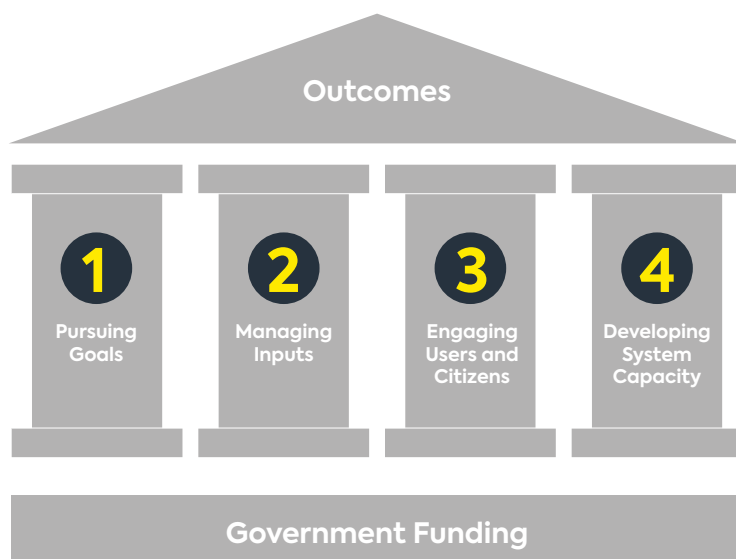 Outcomes
1
Pursuing
Goals
2
Managing
Inputs
3
Engaging
Users and
Citizens
4
Developing
System
Capacity
Government Funding